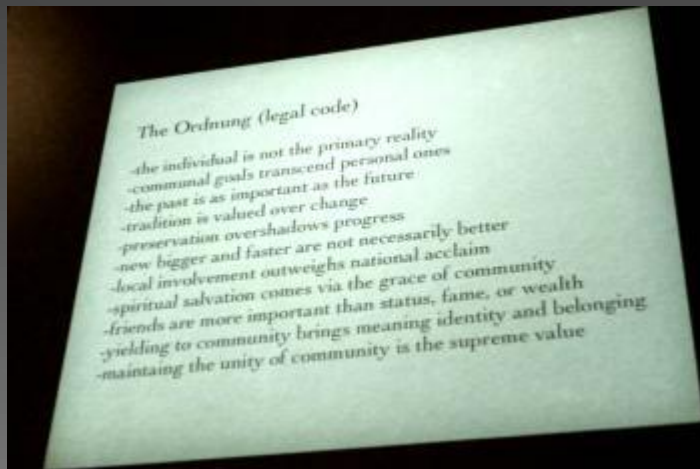 The Ordnung (legal code)
-the individual is not the primary reality
-communal goals transcend personal ones
-the past is as important as the future
-tradition is valued over change
-preservation overshadows progress
-new bigger and faster are not necessarily better
-local involvement outweighs national acclaim
-spiritual salvation comes via the grace of community
-friends are more important than status, fame, or wealth
-yielding to community brings meaning identity and belonging
-maintaing the unity of community is the supreme value